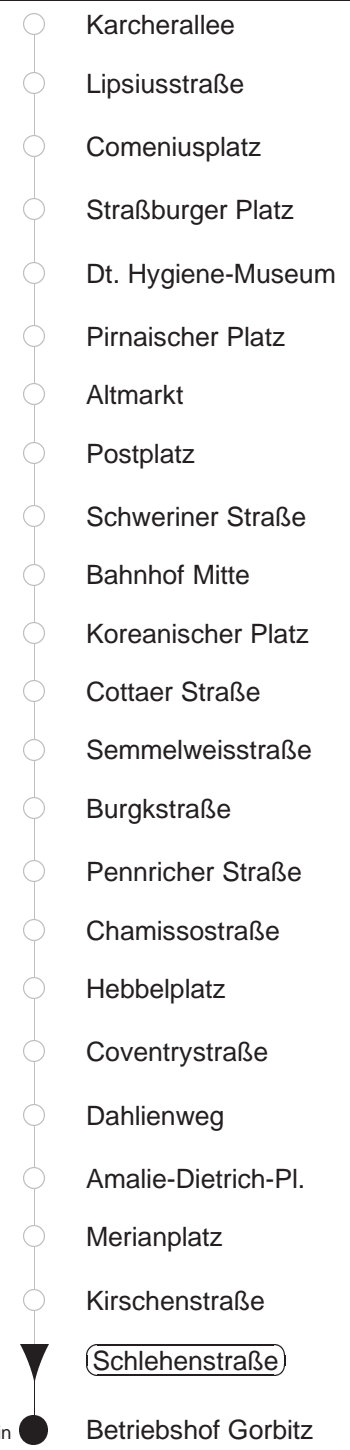 Karcherallee
Lipsiusstraße
Comeniusplatz
Straßburger Platz
Dt. Hygiene-Museum
Pirnaischer Platz
Altmarkt
Postplatz
Schweriner Straße
Bahnhof Mitte
Koreanischer Platz
Cottaer Straße
Semmelweisstraße
Burgkstraße
Pennricher Straße
Chamissostraße
Hebbelplatz
Coventrystraße
Dahlienweg
Amalie-Dietrich-Pl.
Merianplatz
Kirschenstraße
Schlehenstraße
Betriebshof Gorbitz